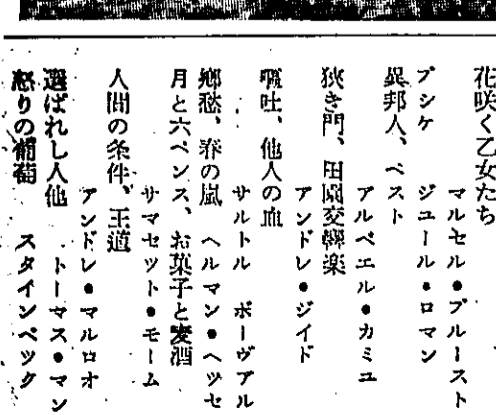 花咲く乙女たち
マルセル・プルースト
プシケ ジユール・ロマン
異邦人、ペスト
アルベエル・カミユ
狭き門、田園交響楽
アンドレ・ジイド
嘔吐、他人の血
サルトル ボーヴアル
郷愁、春の嵐 ヘルマン・ヘツセ
月と六ペンス、お菓子と麦酒
サマセツト・モーム
人間の条件、王道
アンドレ・マルロオ
選ばれし人他 トーマス・マン
怒りの葡萄 スタインベツク